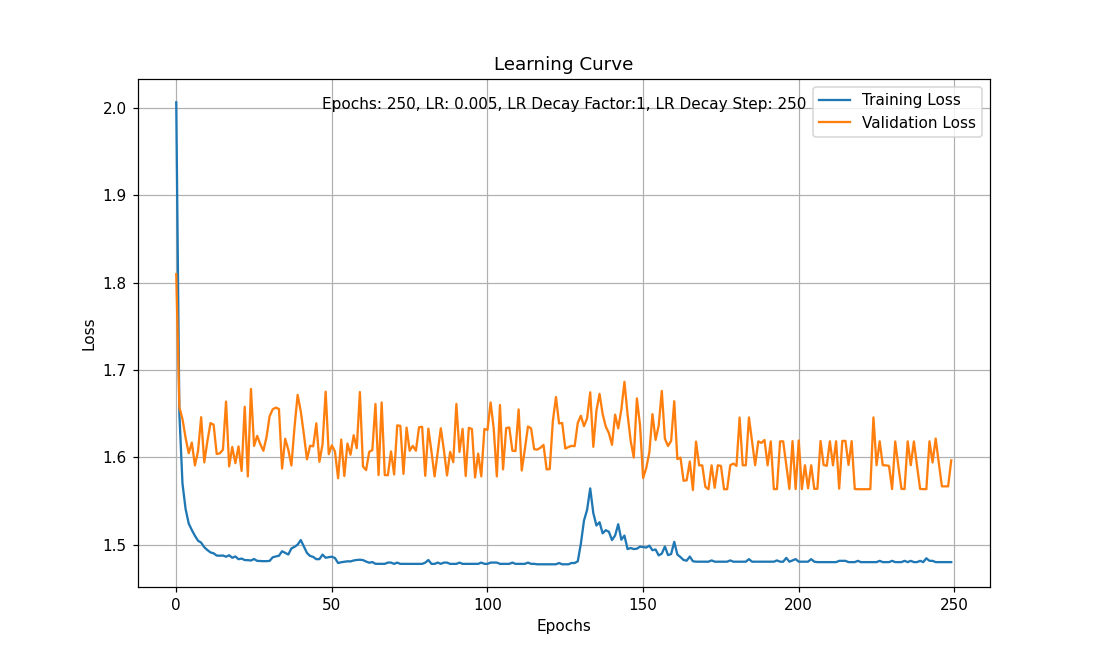 Learning Curve
Epochs: 250, LR: 0.005, LR Decay Factor:1, LR Decay Step: 250
Training Loss
Validation Loss
2.0
1.9
1.8
1.7
1.6
1.5
Loss
0 50 100 150 200 250
Epochs